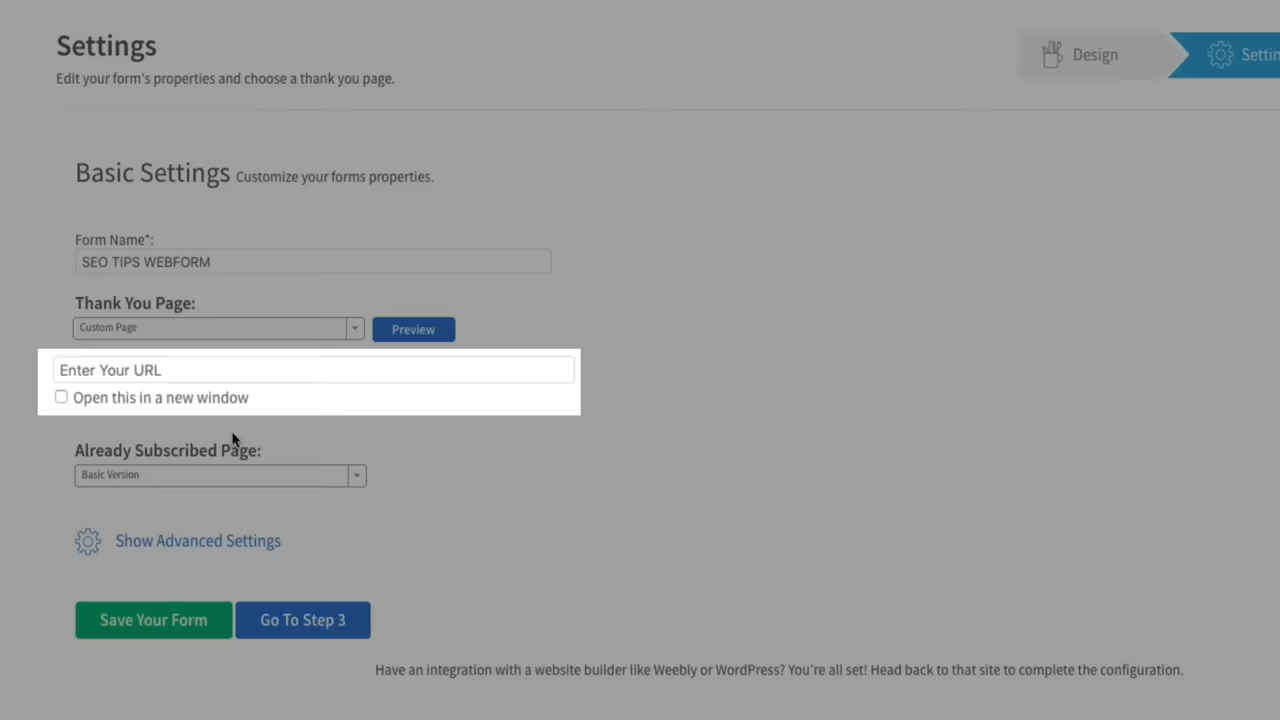 Settings
Edit your form's properties and choose a thank you page.
Design
Settin
Basic Settings Customize your forms properties.
Form Name*:
SEO TIPS WEBFORM
Thank You Page:
Custom Page
Preview
Enter Your URL
Open this in a new window
Already Subscribed Page:
Basic Version
Show Advanced Settings
Save Your Form
Go To Step 3
Have an integration with a website builder like Weebly or WordPress? You're all set! Head back to that site to complete the configuration.